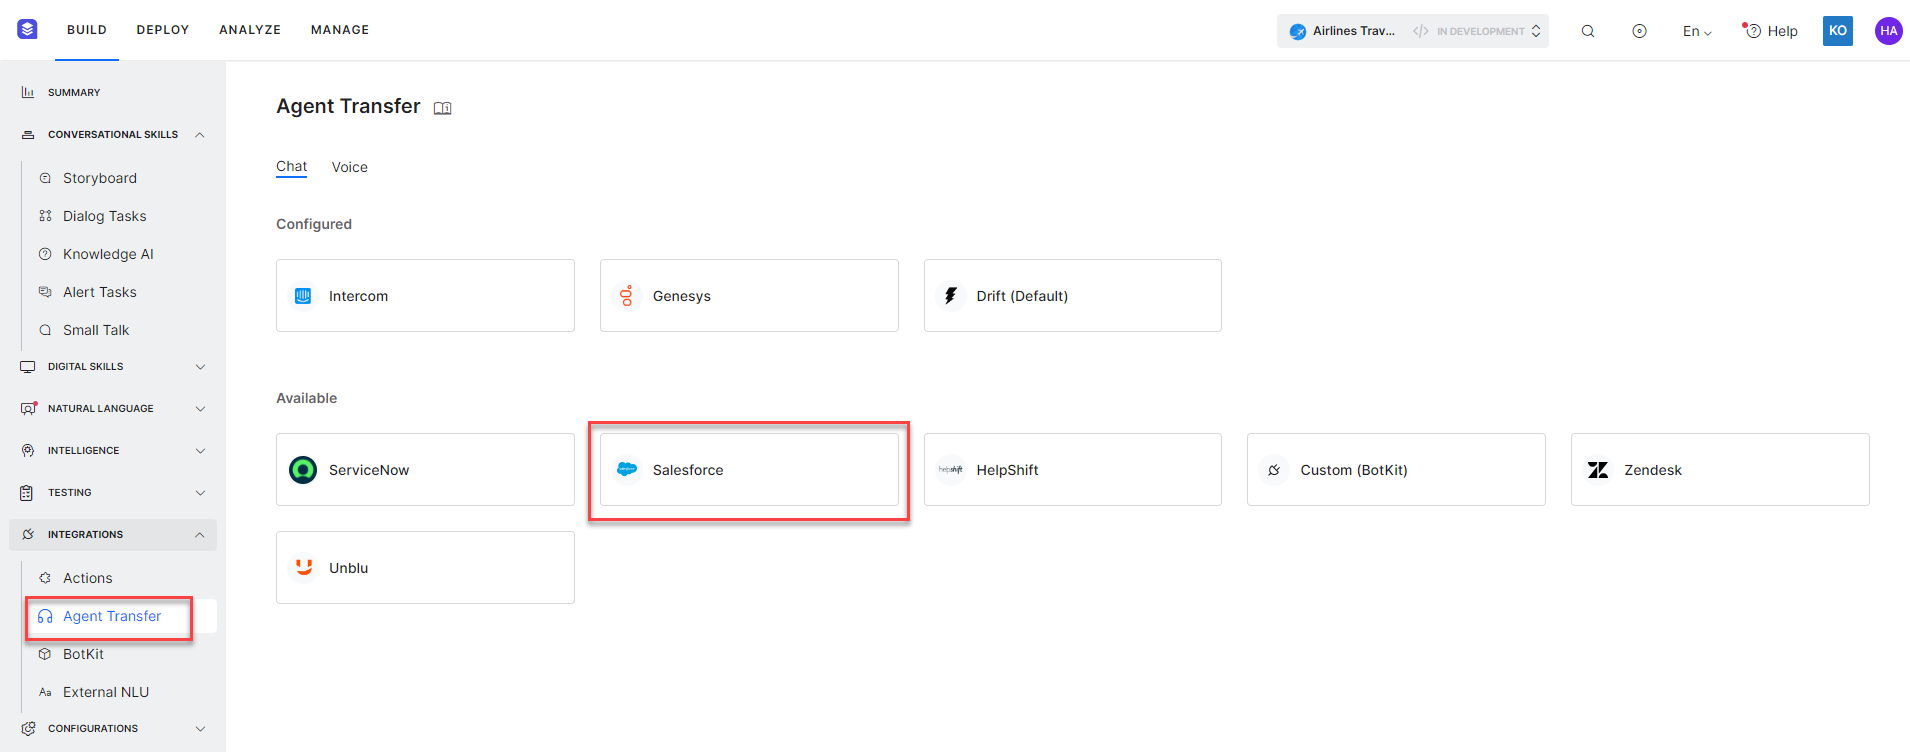 BUILD DEPLOY ANALYZE MANAGE
Airlines Trav... </> IN DEVELOPMENT
En
Help
KO
HA
SUMMARY
CONVERSATIONAL SKILLS
Storyboard
Dialog Tasks
Knowledge AI
Alert Tasks
Small Talk
DIGITAL SKILLS
NATURAL LANGUAGE
INTELLIGENCE
TESTING
INTEGRATIONS
Actions
Agent Transfer
BotKit
Aa External NLU
CONFIGURATIONS
Agent Transfer
Chat Voice
Configured
Intercom
Genesys
Drift (Default)
Available
ServiceNow
Salesforce
helpshift HelpShift
Custom (BotKit)
Zendesk
Unblu